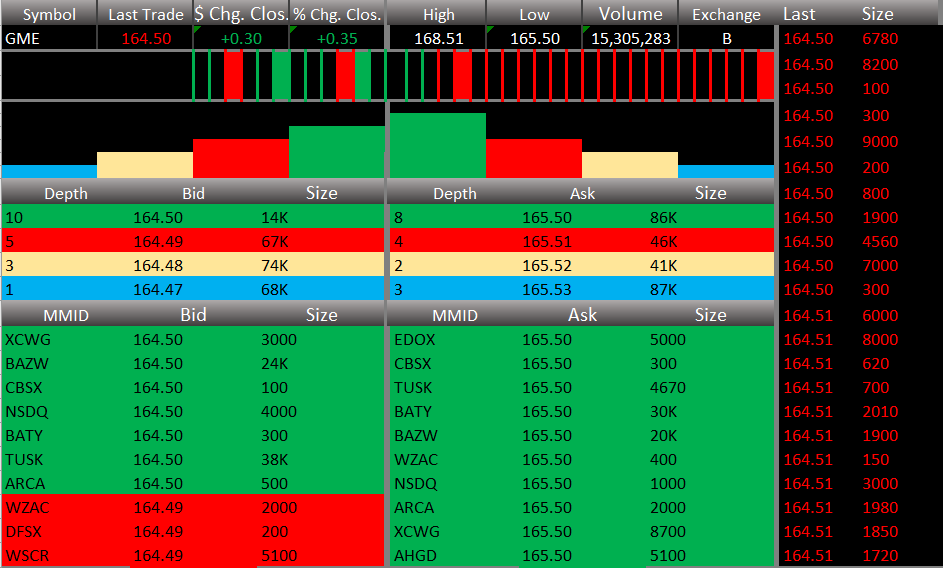 Symbol Last Trade $ Chg. Clos. % Chg. Clos. High Low Volume Exchange Last Size
GME 164.50 +0.30 +0.35 168.51 165.50 15,305,283 B 164.50 6780
164.50 8200
164.50 100
164.50 300
164.50 9000
164.50 200
Depth Bid Size Depth Ask Size 164.50 800
10 164.50 14K 8 165.50 86K 164.50 1900
5 164.49 67K 4 165.51 46K 164.50 4560
3 164.48 74K 2 165.52 41K 164.50 7000
1 164.47 68K 3 165.53 87K 164.50 300
MMID Bid Size MMID Ask Size 164.51 6000
XCWG 164.50 3000 EDOX 165.50 5000 164.51 8000
BAZW 164.50 24K CBSX 165.50 300 164.51 620
CBSX 164.50 100 TUSK 165.50 4670 164.51 700
NSDQ 164.50 4000 BATY 165.50 30K 164.51 2010
BATY 164.50 300 BAZW 165.50 20K 164.51 1900
TUSK 164.50 38K WZAC 165.50 400 164.51 150
ARCA 164.50 500 NSDQ 165.50 1000 164.51 3000
WZAC 164.49 2000 ARCA 165.50 2000 164.51 1980
DFSX 164.49 200 XCWG 165.50 8700 164.51 1850
WSCR 164.49 5100 AHGD 165.50 5100 164.51 1720